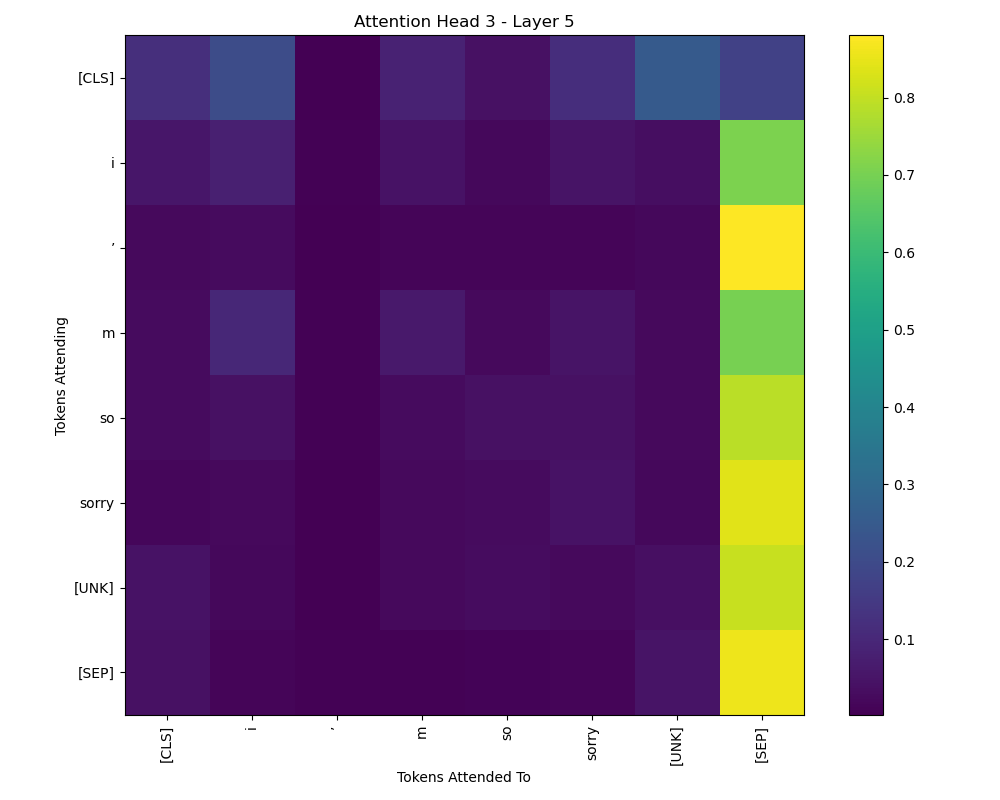 Attention Head 3 - Layer 5
[CLS]
i
’
m
so
sorry
[UNK]
[SEP]
Tokens Attending
[CLS]
i
’
m
so
sorry
[UNK]
[SEP]
Tokens Attended To
0.8
0.7
0.6
0.5
0.4
0.3
0.2
0.1